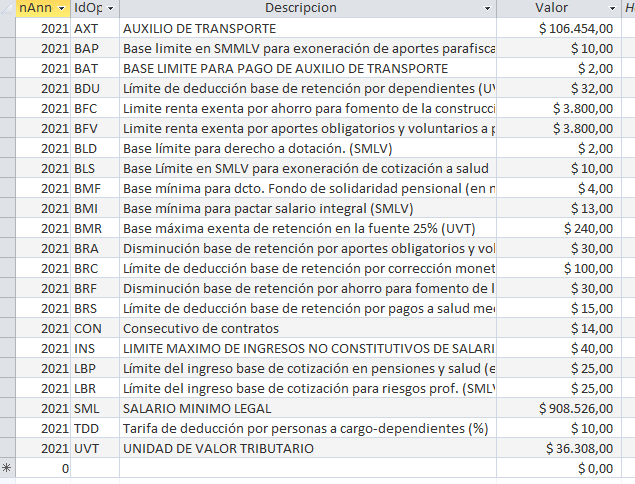 nAnn IdOp Descripcion Valor
2021 AXT AUXILIO DE TRANSPORTE $ 106.454,00
2021 BAP Base limite en SMMLV para exoneración de aportes parafisca $ 10,00
2021 BAT BASE LIMITE PARA PAGO DE AUXILIO DE TRANSPORTE $ 2,00
2021 BDU Límite de deducción base de retención por dependientes (UV $ 32,00
2021 BFC Limite renta exenta por ahorro para fomento de la construcci $ 3.800,00
2021 BFV Limite renta exenta por aportes obligatorios y voluntarios a p $ 3.800,00
2021 BLD Base límite para derecho a dotación. (SMLV) $ 2,00
2021 BLS Base Límite en SMLV para exoneración de cotización a salud $ 10,00
2021 BMF Base mínima para dcto. Fondo de solidaridad pensional (en n $ 4,00
2021 BMI Base mínima para pactar salario integral (SMLV) $ 13,00
2021 BMR Base máxima exenta de retención en la fuente 25% (UVT) $ 240,00
2021 BRA Disminución base de retención por aportes obligatorios y vol $ 30,00
2021 BRC Límite de deducción base de retención por corrección monet $ 100,00
2021 BRF Disminución base de retención por ahorro para fomento de l $ 30,00
2021 BRS Límite de deducción base de retención por pagos a salud me $ 15,00
2021 CON Consecutivo de contratos $ 14,00
2021 INS LIMITE MAXIMO DE INGRESOS NO CONSTITUTIVOS DE SALARI $ 40,00
2021 LBP Límite del ingreso base de cotización en pensiones y salud (e $ 25,00
2021 LBR Límite del ingreso base de cotización para riesgos prof. (SMLV $ 25,00
2021 SML SALARIO MINIMO LEGAL $ 908.526,00
2021 TDD Tarifa de deducción por personas a cargo-dependientes (%) $ 10,00
2021 UVT UNIDAD DE VALOR TRIBUTARIO $ 36.308,00
0 $ 0,00